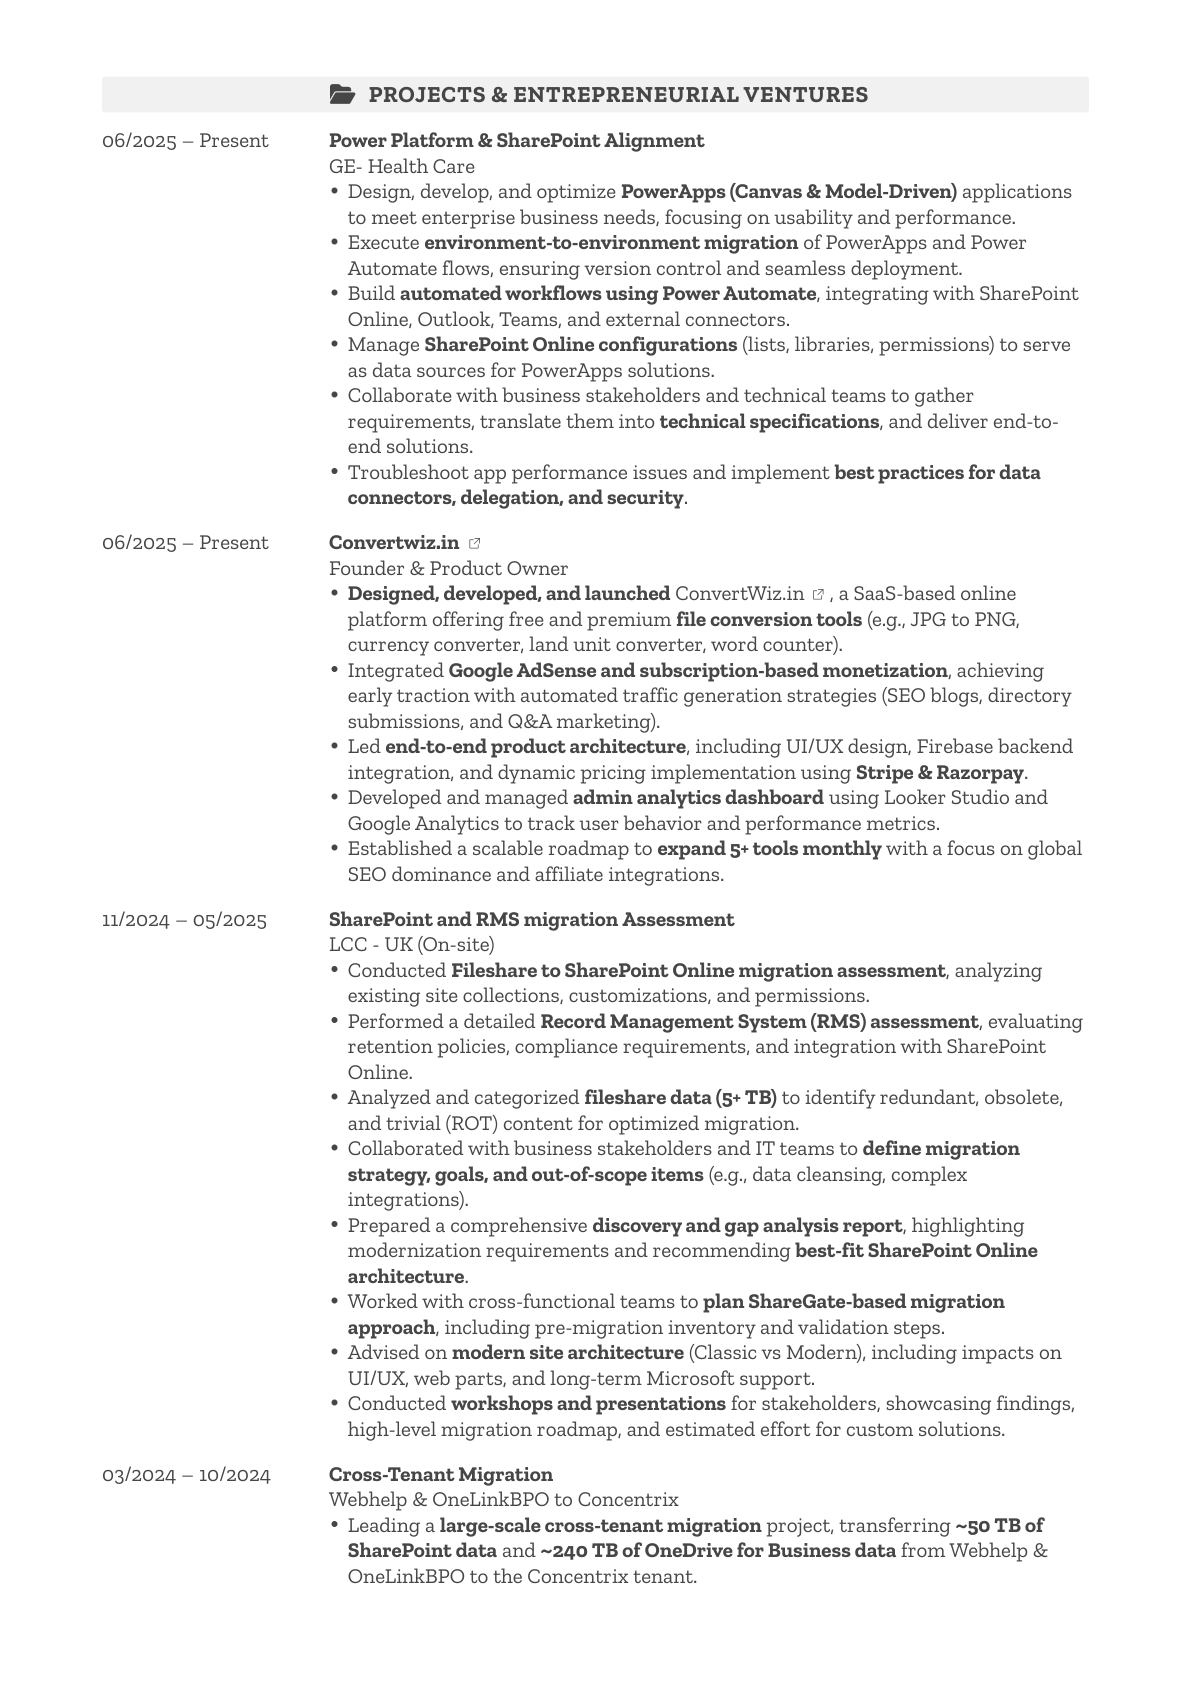 PROJECTS & ENTREPRENEURIAL VENTURES
06/2025 – Present
Power Platform & SharePoint Alignment
GE- Health Care
• Design, develop, and optimize PowerApps (Canvas & Model-Driven) applications
to meet enterprise business needs, focusing on usability and performance.
• Execute environment-to-environment migration of PowerApps and Power
Automate flows, ensuring version control and seamless deployment.
• Build automated workflows using Power Automate, integrating with SharePoint
Online, Outlook, Teams, and external connectors.
• Manage SharePoint Online configurations (lists, libraries, permissions) to serve
as data sources for PowerApps solutions.
• Collaborate with business stakeholders and technical teams to gather
requirements, translate them into technical specifications, and deliver end-to-
end solutions.
• Troubleshoot app performance issues and implement best practices for data
connectors, delegation, and security.
06/2025 – Present
Convertwiz.in
Founder & Product Owner
• Designed, developed, and launched ConvertWiz.in , a SaaS-based online
platform offering free and premium file conversion tools (e.g., JPG to PNG,
currency converter, land unit converter, word counter).
• Integrated Google AdSense and subscription-based monetization, achieving
early traction with automated traffic generation strategies (SEO blogs, directory
submissions, and Q&A marketing).
• Led end-to-end product architecture, including UI/UX design, Firebase backend
integration, and dynamic pricing implementation using Stripe & Razorpay.
• Developed and managed admin analytics dashboard using Looker Studio and
Google Analytics to track user behavior and performance metrics.
• Established a scalable roadmap to expand 5+ tools monthly with a focus on global
SEO dominance and affiliate integrations.
11/2024 – 05/2025
SharePoint and RMS migration Assessment
LCC - UK (On-site)
• Conducted Fileshare to SharePoint Online migration assessment, analyzing
existing site collections, customizations, and permissions.
• Performed a detailed Record Management System (RMS) assessment, evaluating
retention policies, compliance requirements, and integration with SharePoint
Online.
• Analyzed and categorized fileshare data (5+ TB) to identify redundant, obsolete,
and trivial (ROT) content for optimized migration.
• Collaborated with business stakeholders and IT teams to define migration
strategy, goals, and out-of-scope items (e.g., data cleansing, complex
integrations).
• Prepared a comprehensive discovery and gap analysis report, highlighting
modernization requirements and recommending best-fit SharePoint Online
architecture.
• Worked with cross-functional teams to plan ShareGate-based migration
approach, including pre-migration inventory and validation steps.
• Advised on modern site architecture (Classic vs Modern), including impacts on
UI/UX, web parts, and long-term Microsoft support.
• Conducted workshops and presentations for stakeholders, showcasing findings,
high-level migration roadmap, and estimated effort for custom solutions.
03/2024 – 10/2024
Cross-Tenant Migration
Webhelp & OneLinkBPO to Concentrix
• Leading a large-scale cross-tenant migration project, transferring ~50 TB of
SharePoint data and ~240 TB of OneDrive for Business data from Webhelp &
OneLinkBPO to the Concentrix tenant.